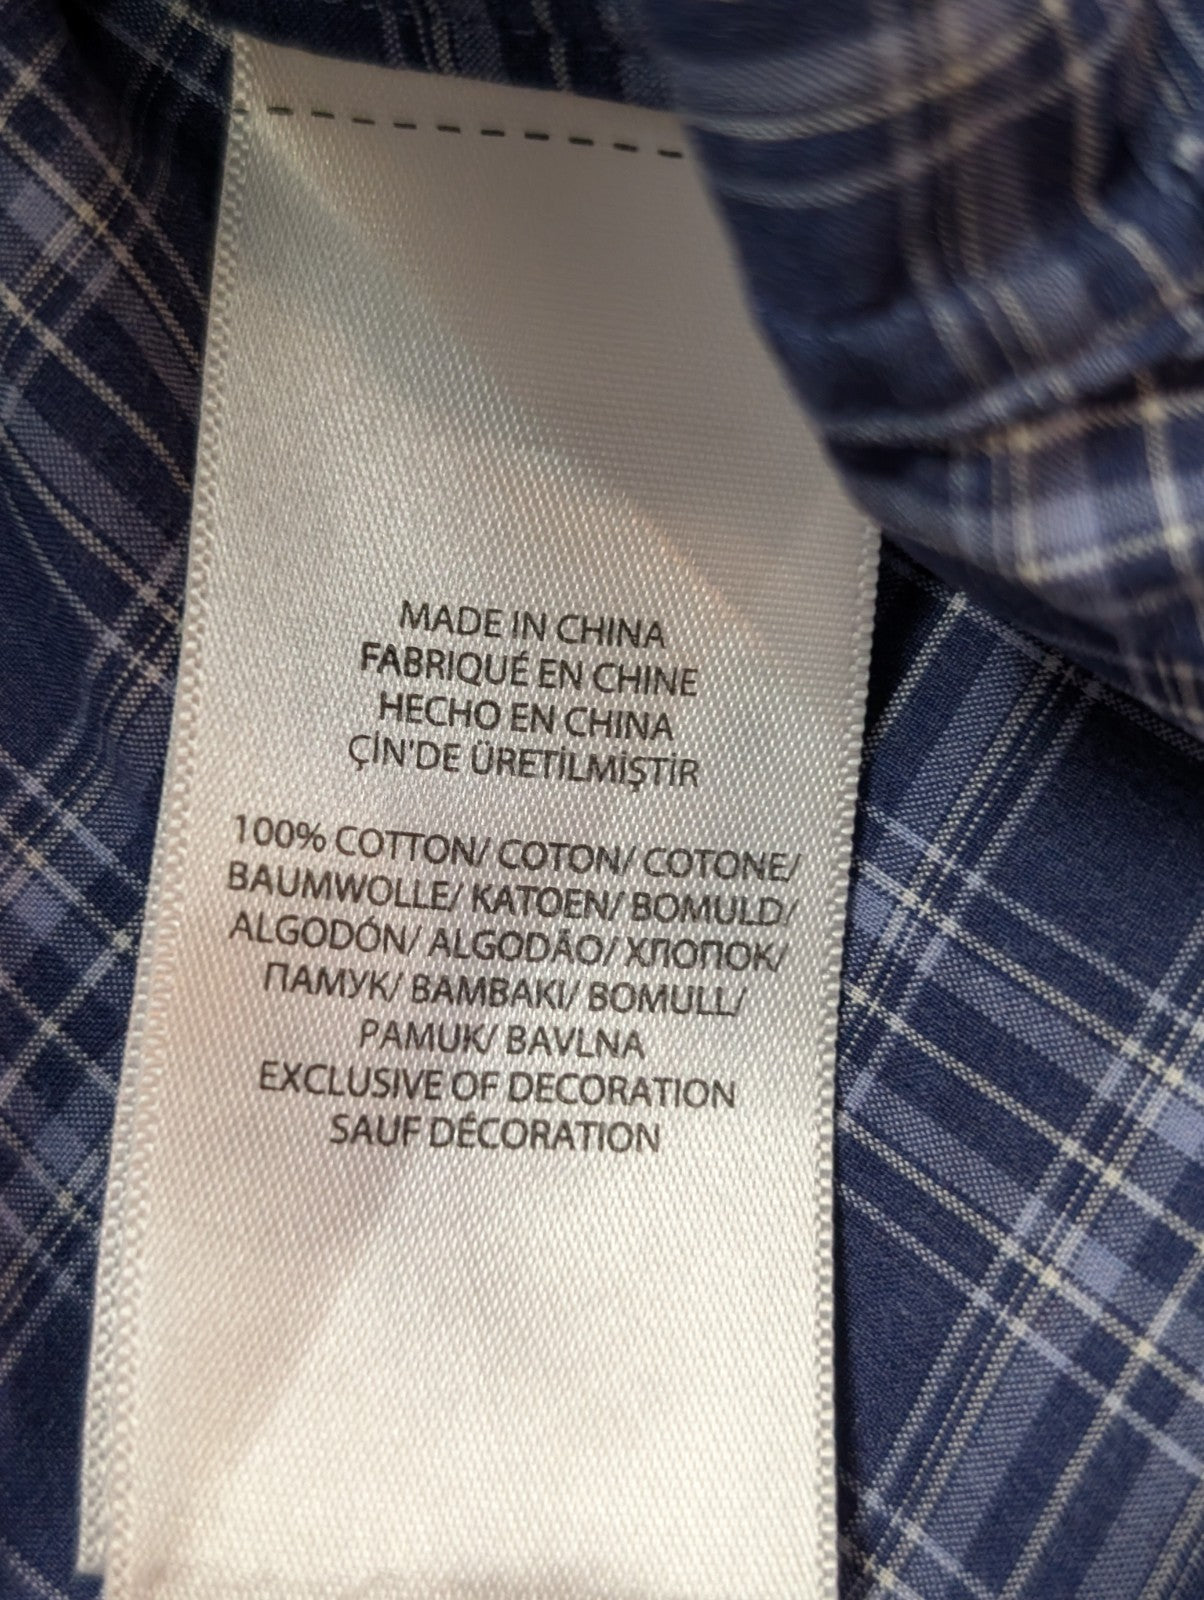 MADE IN CHINA
FABRIQUÉ EN CHINE
HECHO EN CHINA
ÇİN'DE ÜRETİLMİŞTİR
100% COTTON/ COTON/ COTONE/
BAUMWOLLE/ KATOEN/ BOMULD/
ALGODÓN/ ALGODÃO/ ХЛОПОК/
ПАМУК/ BAMBAKI/ BOMULL/
PAMUK/ BAVLNA
EXCLUSIVE OF DECORATION
SAUF DÉCORATION